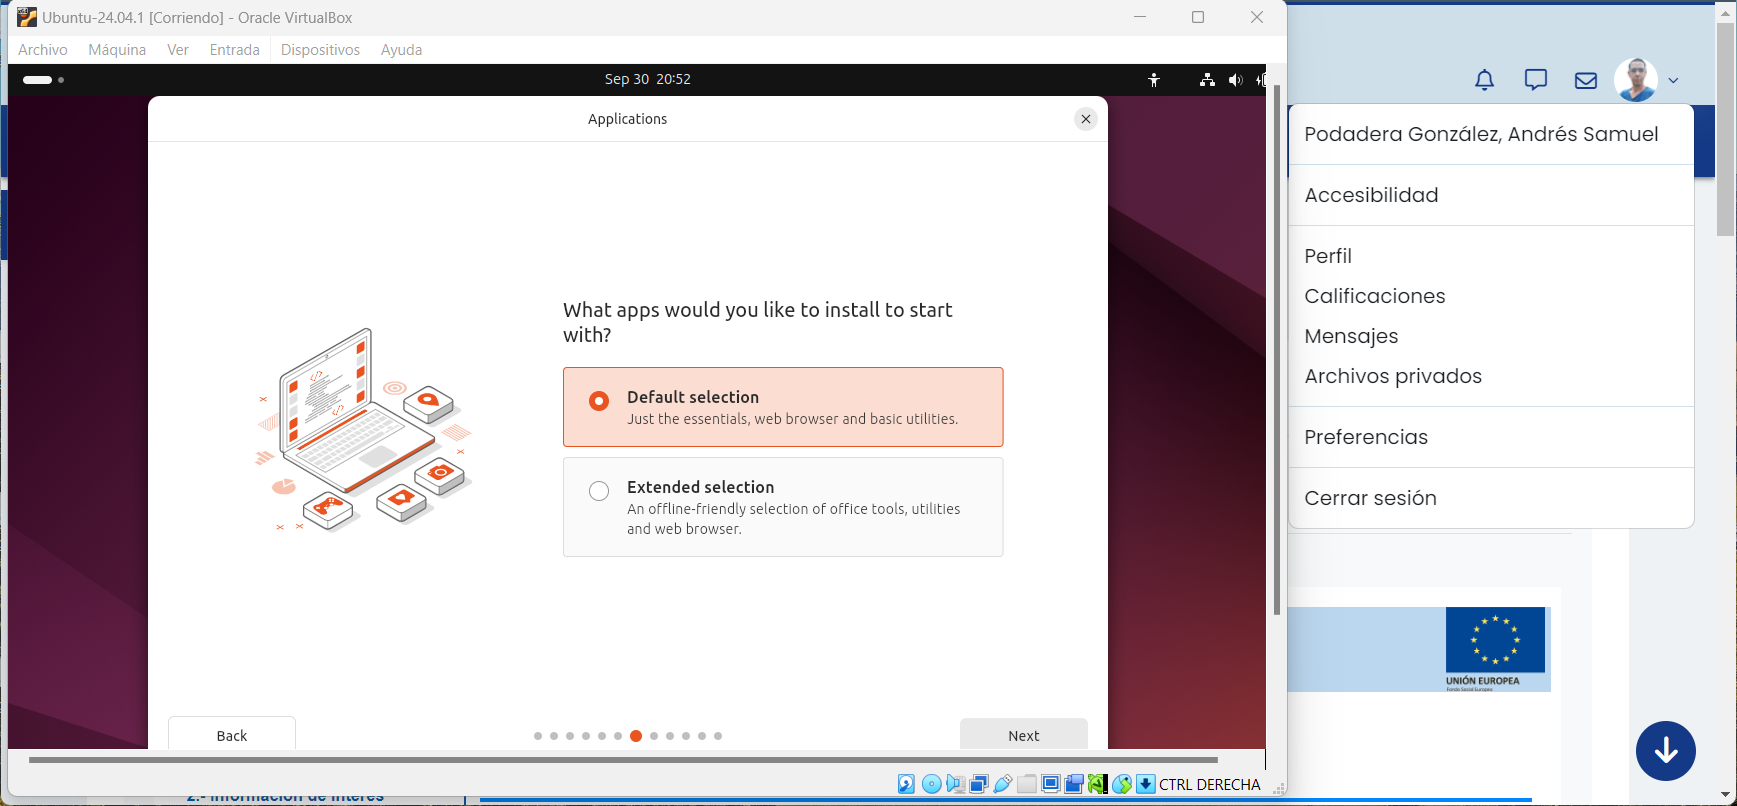 Ubuntu-24.04.1 [Corriendo] - Oracle VirtualBox
Archivo Máquina Ver Entrada Dispositivos Ayuda
Sep 30 20:52
Applications
What apps would you like to install to start
with?
Default selection
Just the essentials, web browser and basic utilities.
Extended selection
An offline-friendly selection of office tools, utilities
and web browser.
Back
Next
CTRL DERECHA
2.- Información de interés
Podadera González, Andrés Samuel
Accesibilidad
Perfil
Calificaciones
Mensajes
Archivos privados
Preferencias
Cerrar sesión
UNIÓN EUROPEA
Fondo Social Europeo